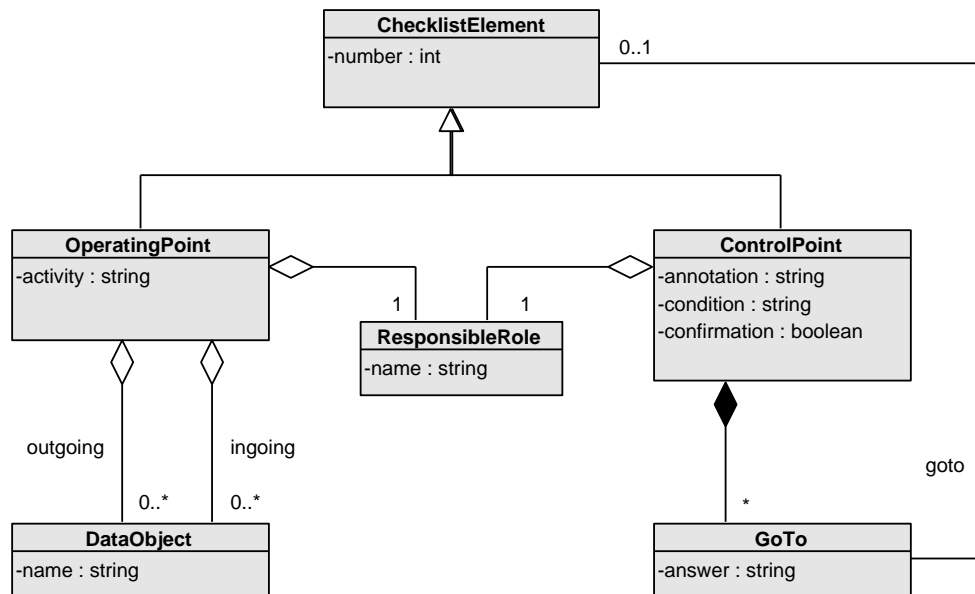 ChecklistElement
-number : int
0..1
OperatingPoint
-activity : string
ControlPoint
-annotation : string
-condition : string
-confirmation : boolean
1
1
ResponsibleRole
-name : string
outgoing
ingoing
goto
0..*
0..*
*
DataObject
-name : string
GoTo
-answer : string